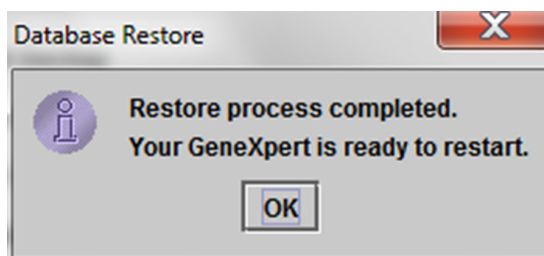 Database Restore
Restore process completed.
Your GeneXpert is ready to restart.
OK